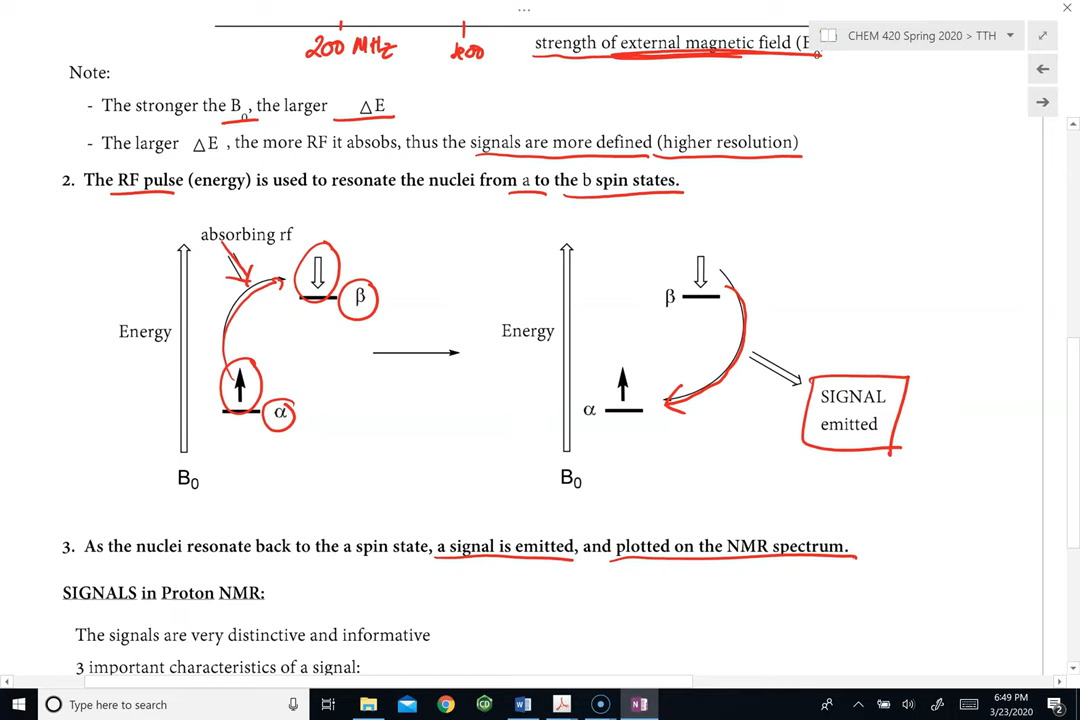 200 MHz
strength of external magnetic field (B
CHEM 420 Spring 2020 > TTH
Note:
- The stronger the B0, the larger △E
- The larger △E , the more RF it absobs, thus the signals are more defined (higher resolution)
2. The RF pulse (energy) is used to resonate the nuclei from a to the b spin states.
absorbing rf
β
Energy
α
B0
β
Energy
α
SIGNAL
emitted
B0
3. As the nuclei resonate back to the a spin state, a signal is emitted, and plotted on the NMR spectrum.
SIGNALS in Proton NMR:
The signals are very distinctive and informative
3 important characteristics of a signal:
Type here to search
6:49 PM
3/23/2020
2